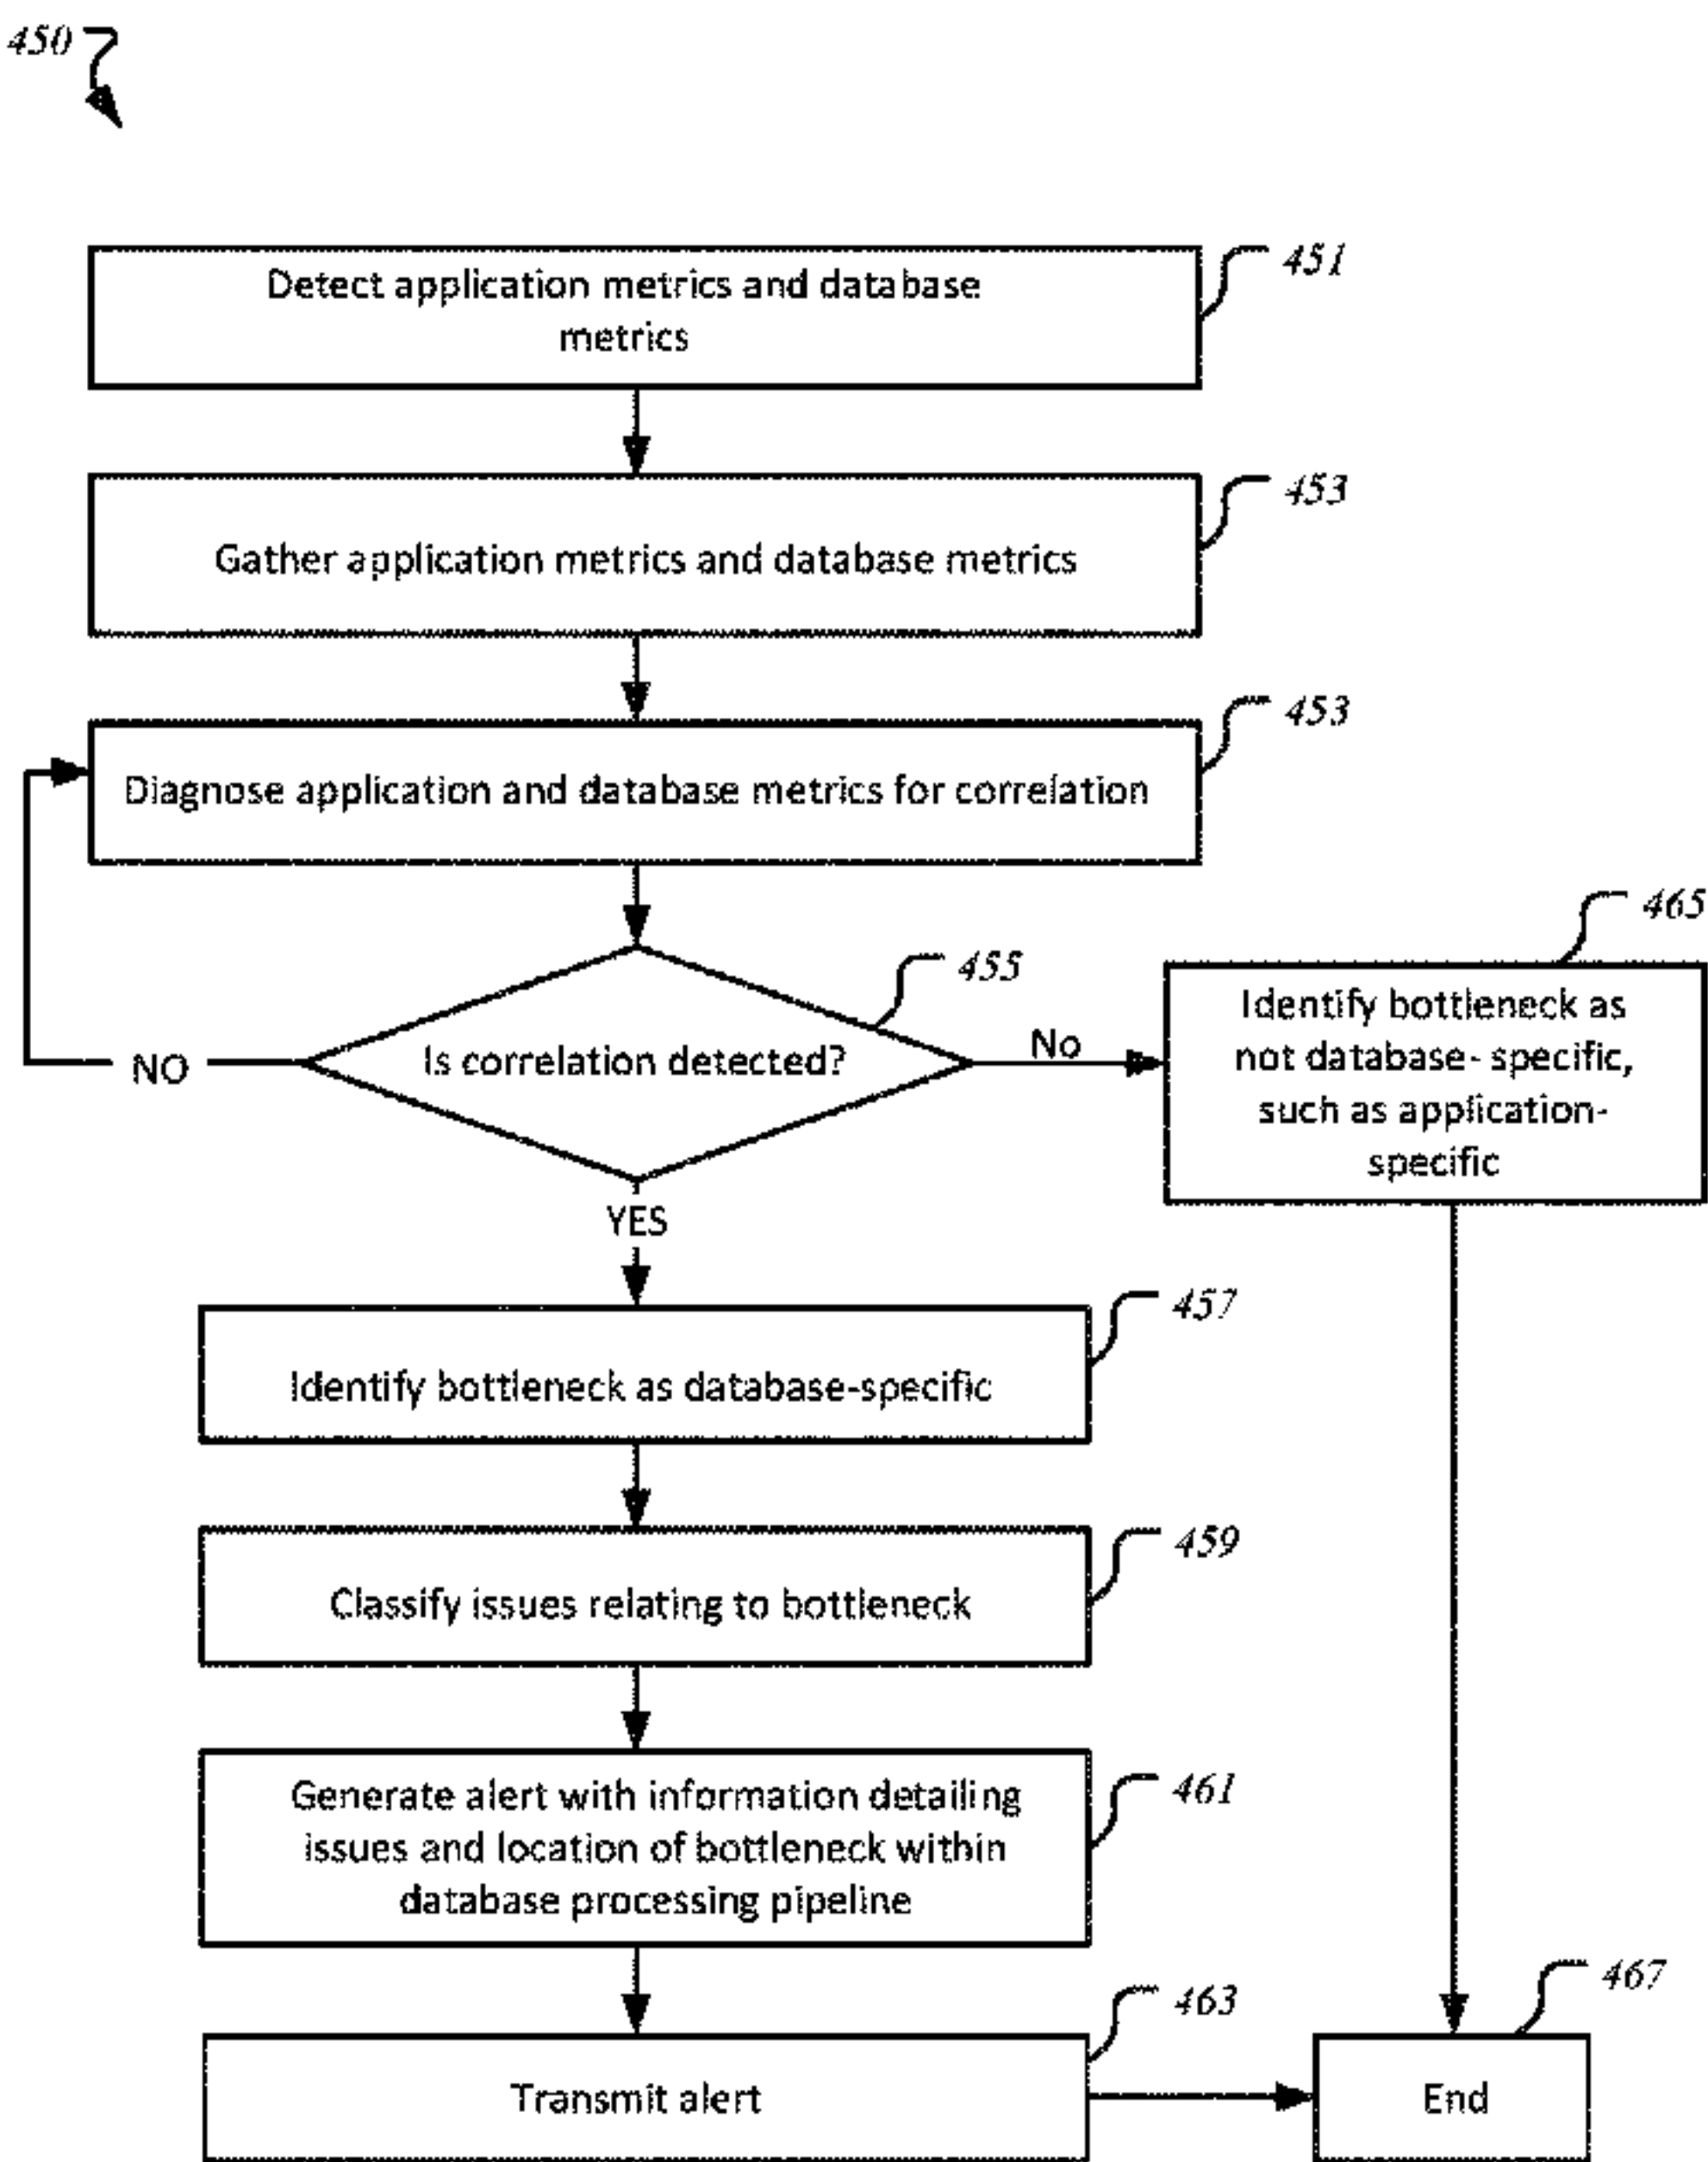 450
Detect application metrics and database
metrics
451
Gather application metrics and database metrics
453
Diagnose application and database metrics for correlation
453
Is correlation detected?
455
NO
No
465
Identify bottleneck as
not database- specific,
such as application-
specific
YES
Identify bottleneck as database-specific
457
Classify issues relating to bottleneck
459
Generate alert with information detailing
issues and location of bottleneck within
database processing pipeline
461
Transmit alert
463
End
467